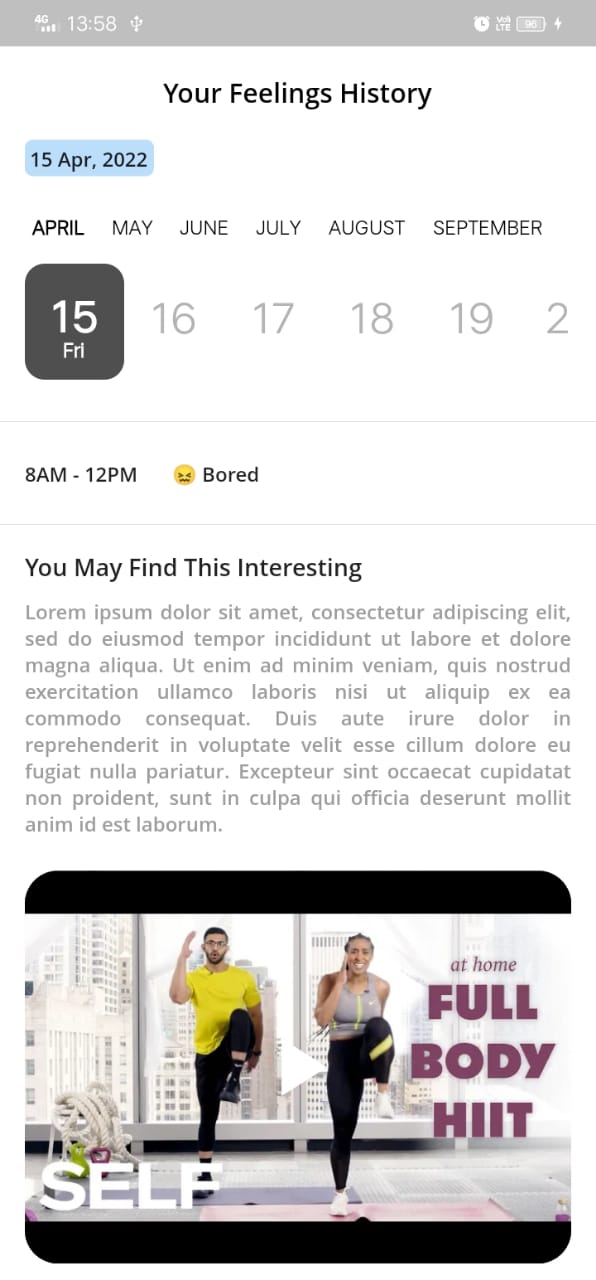 4G 13:58 Vol) LTE 96
Your Feelings History
15 Apr, 2022
APRIL MAY JUNE JULY AUGUST SEPTEMBER
15 16 17 18 19 2
Fri
8AM - 12PM 😖 Bored
You May Find This Interesting
Lorem ipsum dolor sit amet, consectetur adipiscing elit,
sed do eiusmod tempor incididunt ut labore et dolore
magna aliqua. Ut enim ad minim veniam, quis nostrud
exercitation ullamco laboris nisi ut aliquip ex ea
commodo consequat. Duis aute irure dolor in
reprehenderit in voluptate velit esse cillum dolore eu
fugiat nulla pariatur. Excepteur sint occaecat cupidatat
non proident, sunt in culpa qui officia deserunt mollit
anim id est laborum.
at home
FULL
BODY
HIIT
SELF